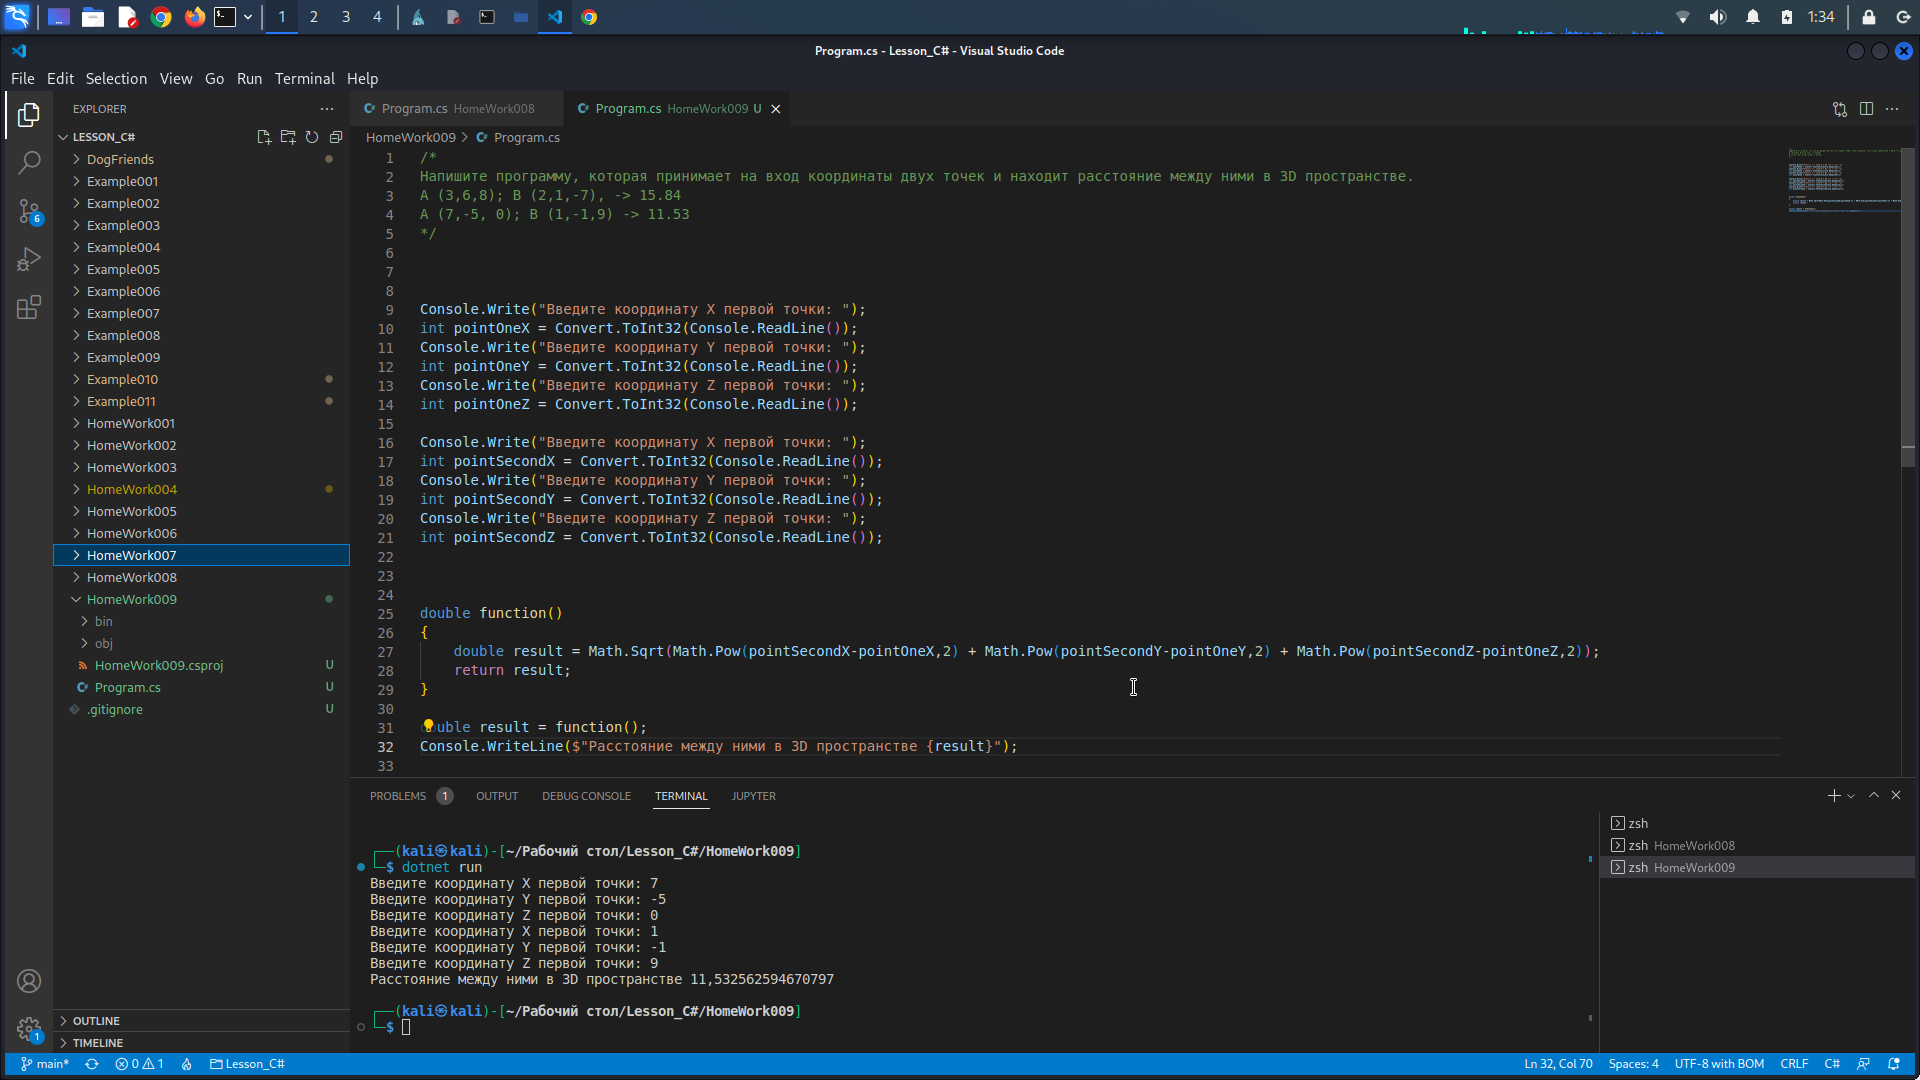 1 2 3 4
1:34
Program.cs - Lesson_C# - Visual Studio Code
File Edit Selection View Go Run Terminal Help
EXPLORER
LESSON_C#
DogFriends
Example001
Example002
Example003
Example004
Example005
Example006
Example007
Example008
Example009
Example010
Example011
HomeWork001
HomeWork002
HomeWork003
HomeWork004
HomeWork005
HomeWork006
HomeWork007
HomeWork008
HomeWork009
bin
obj
HomeWork009.csproj U
Program.cs U
.gitignore U
OUTLINE
TIMELINE
6
1
Program.cs HomeWork008
Program.cs HomeWork009 U
HomeWork009 > Program.cs
1 /*
2 Напишите программу, которая принимает на вход координаты двух точек и находит расстояние между ними в 3D пространстве.
3 A (3,6,8); B (2,1,-7), -> 15.84
4 A (7,-5, 0); B (1,-1,9) -> 11.53
5 */
6
7
8
9 Console.Write("Введите координату X первой точки: ");
10 int pointOneX = Convert.ToInt32(Console.ReadLine());
11 Console.Write("Введите координату Y первой точки: ");
12 int pointOneY = Convert.ToInt32(Console.ReadLine());
13 Console.Write("Введите координату Z первой точки: ");
14 int pointOneZ = Convert.ToInt32(Console.ReadLine());
15
16 Console.Write("Введите координату X первой точки: ");
17 int pointSecondX = Convert.ToInt32(Console.ReadLine());
18 Console.Write("Введите координату Y первой точки: ");
19 int pointSecondY = Convert.ToInt32(Console.ReadLine());
20 Console.Write("Введите координату Z первой точки: ");
21 int pointSecondZ = Convert.ToInt32(Console.ReadLine());
22
23
24
25 double function()
26 {
27 double result = Math.Sqrt(Math.Pow(pointSecondX-pointOneX,2) + Math.Pow(pointSecondY-pointOneY,2) + Math.Pow(pointSecondZ-pointOneZ,2));
28 return result;
29 }
30
31 double result = function();
32 Console.WriteLine($"Расстояние между ними в 3D пространстве {result}");
33
PROBLEMS 1 OUTPUT DEBUG CONSOLE TERMINAL JUPYTER
(kali㉿kali)-[~/Рабочий стол/Lesson_C#/HomeWork009]
$ dotnet run
Введите координату X первой точки: 7
Введите координату Y первой точки: -5
Введите координату Z первой точки: 0
Введите координату X первой точки: 1
Введите координату Y первой точки: -1
Введите координату Z первой точки: 9
Расстояние между ними в 3D пространстве 11,532562594670797
(kali㉿kali)-[~/Рабочий стол/Lesson_C#/HomeWork009]
$
zsh
zsh HomeWork008
zsh HomeWork009
main* 0 1 Lesson_C#
Ln 32, Col 70 Spaces: 4 UTF-8 with BOM CRLF C#